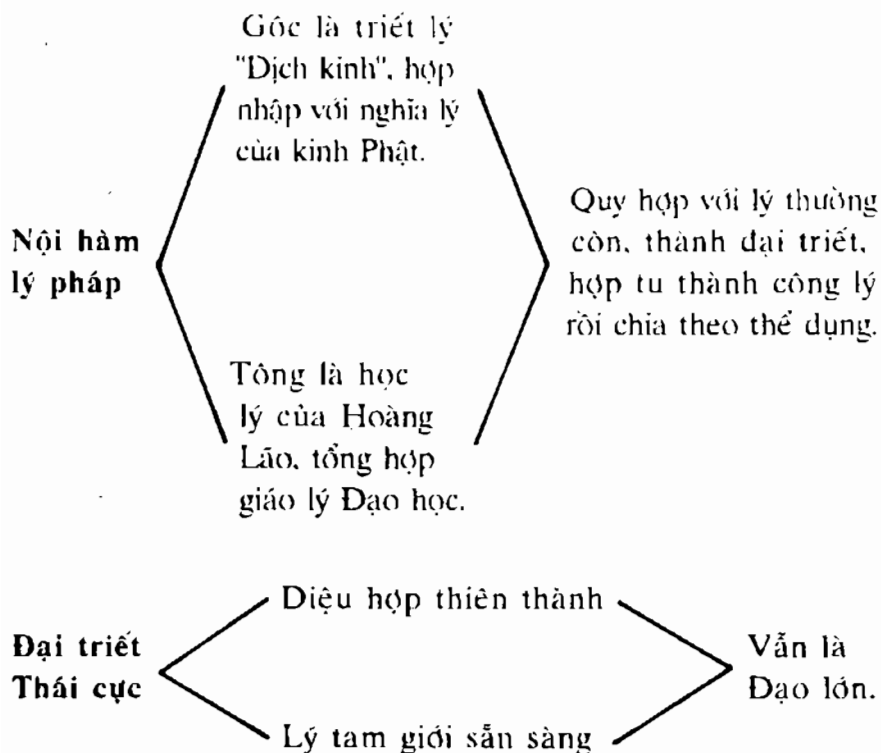 Gốc là triết lý
"Dịch kinh", hợp
nhập với nghĩa lý
của kinh Phật.
Nội hàm
lý pháp
Quy hợp với lý thường
còn, thành đại triết,
hợp tu thành công lý
rồi chia theo thể dụng.
Tông là học
lý của Hoàng
Lão, tổng hợp
giáo lý Đạo học.
Diệu hợp thiên thành
Đại triết
Thái cực
Vẫn là
Đạo lớn.
Lý tam giới sẵn sàng